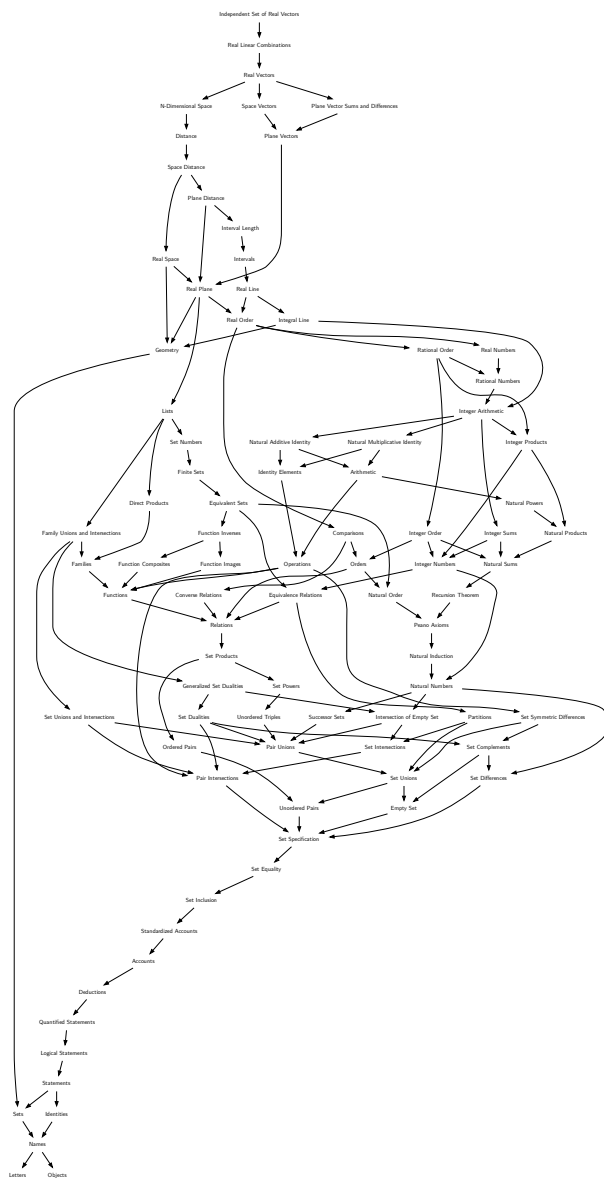 Independent Set of Real Vectors
Real Linear Combinations
Real Vectors
N-Dimensional Space Space Vectors Plane Vector Sums and Differences
Distance Plane Vectors
Space Distance
Plane Distance
Interval Length
Real Space Intervals
Real Plane Real Line
Real Order Integral Line
Geometry Rational Order Real Numbers
Rational Numbers
Lists Integer Arithmetic
Set Numbers Natural Additive Identity Natural Multiplicative Identity Integer Products
Finite Sets Identity Elements Arithmetic
Direct Products Equivalent Sets Natural Powers
Family Unions and Intersections Function Inverses Comparisons Integer Order Integer Sums Natural Products
Families Function Composites Function Images Operations Orders Integer Numbers Natural Sums
Functions Converse Relations Equivalence Relations Natural Order Recursion Theorem
Relations Peano Axioms
Set Products Natural Induction
Generalized Set Dualities Set Powers Natural Numbers
Set Unions and Intersections Set Dualities Unordered Triples Successor Sets Intersection of Empty Set Partitions Set Symmetric Differences
Ordered Pairs Pair Unions Set Intersections Set Complements
Pair Intersections Set Unions Set Differences
Unordered Pairs Empty Set
Set Specification
Set Equality
Set Inclusion
Standardized Accounts
Accounts
Deductions
Quantified Statements
Logical Statements
Statements
Sets Identities
Names
Letters Objects